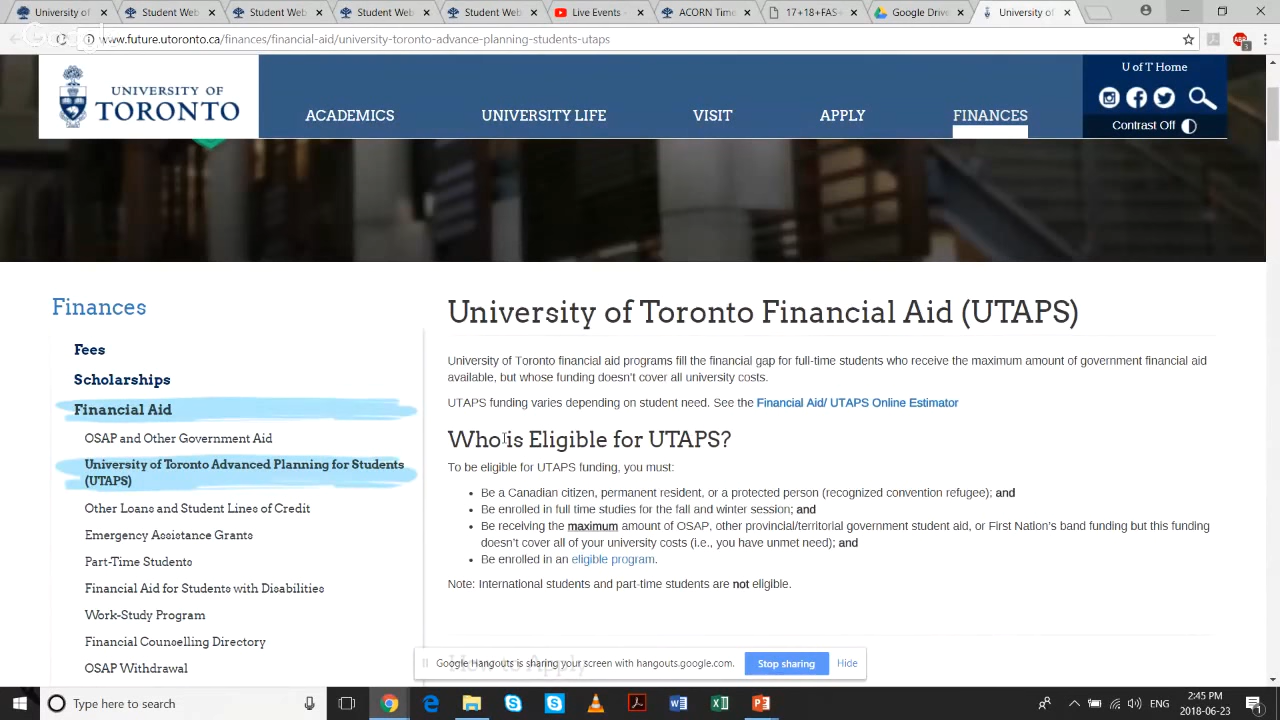 University of
Student Web
Student Web
Student Web
Student Web
Live Events -
ACORN Time
17+18+FAS+
Google Drive
University of
www.future.utoronto.ca/finances/financial-aid/university-toronto-advance-planning-students-utaps
ABP
3
UNIVERSITY OF
TORONTO
ACADEMICS
UNIVERSITY LIFE
VISIT
APPLY
FINANCES
U of T Home
Contrast Off
Finances
Fees
Scholarships
Financial Aid
OSAP and Other Government Aid
University of Toronto Advanced Planning for Students
(UTAPS)
Other Loans and Student Lines of Credit
Emergency Assistance Grants
Part-Time Students
Financial Aid for Students with Disabilities
Work-Study Program
Financial Counselling Directory
OSAP Withdrawal
University of Toronto Financial Aid (UTAPS)
University of Toronto financial aid programs fill the financial gap for full-time students who receive the maximum amount of government financial aid
available, but whose funding doesn't cover all university costs.
UTAPS funding varies depending on student need. See the Financial Aid/ UTAPS Online Estimator
Who is Eligible for UTAPS?
To be eligible for UTAPS funding, you must:
• Be a Canadian citizen, permanent resident, or a protected person (recognized convention refugee); and
• Be enrolled in full time studies for the fall and winter session; and
• Be receiving the maximum amount of OSAP, other provincial/territorial government student aid, or First Nation's band funding but this funding
doesn't cover all of your university costs (i.e., you have unmet need); and
• Be enrolled in an eligible program.
Note: International students and part-time students are not eligible.
Google Hangouts is sharing your screen with hangouts.google.com.
Stop sharing
Hide
Type here to search
ENG
2:45 PM
2018-06-23
1